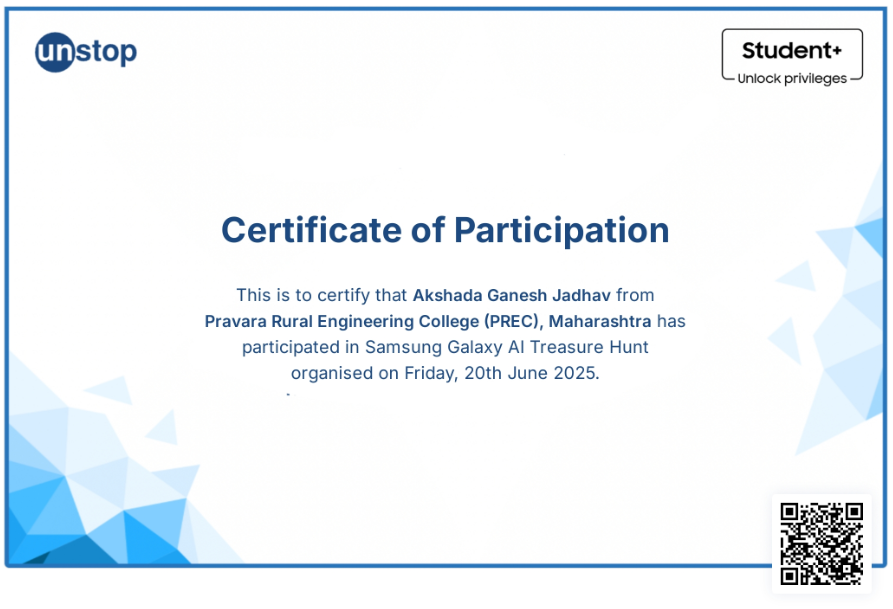 unstop
Student+
Unlock privileges
Certificate of Participation
This is to certify that Akshada Ganesh Jadhav from
Pravara Rural Engineering College (PREC), Maharashtra has
participated in Samsung Galaxy AI Treasure Hunt
organised on Friday, 20th June 2025.